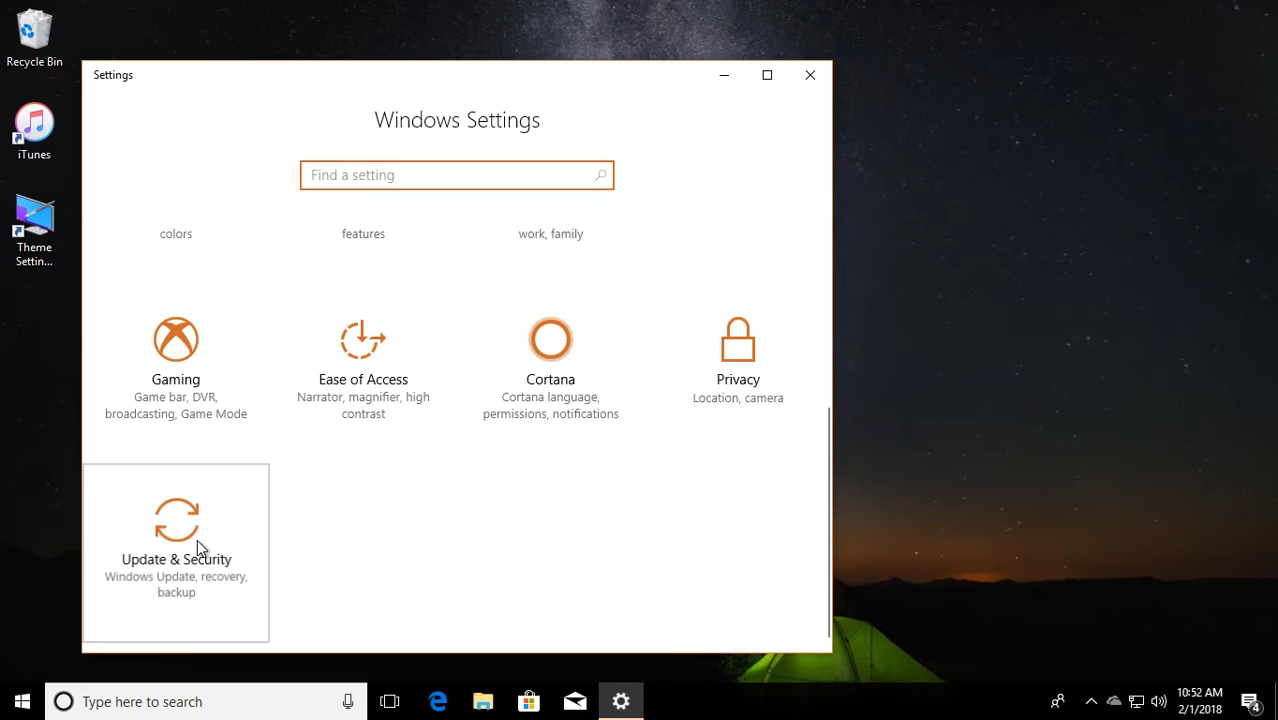 Recycle Bin
iTunes
Theme
Settin...
Settings
Windows Settings
Find a setting
colors
features
work, family
Gaming
Game bar, DVR,
broadcasting, Game Mode
Ease of Access
Narrator, magnifier, high
contrast
Cortana
Cortana language,
permissions, notifications
Privacy
Location, camera
Update & Security
Windows Update, recovery,
backup
Type here to search
10:52 AM
2/1/2018
4